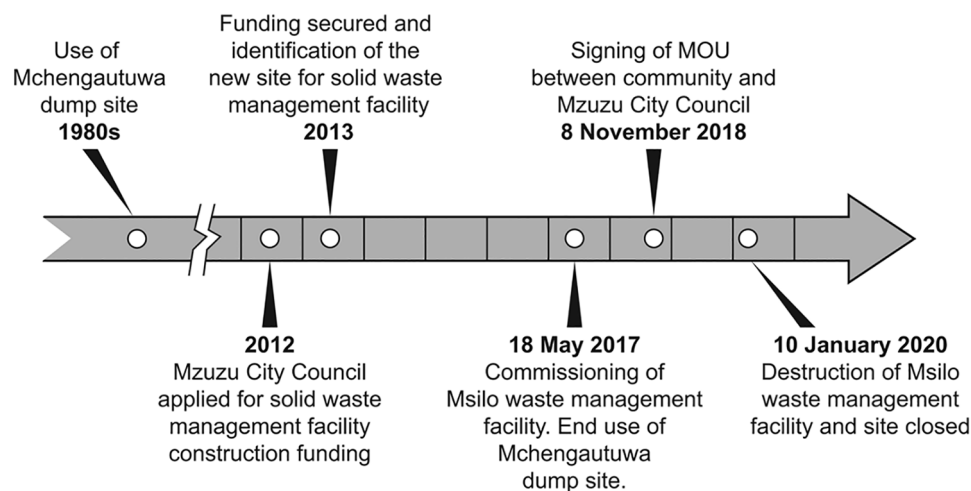 Use of
Mchengautuwa
dump site
1980s
Funding secured and
identification of the
new site for solid waste
management facility
2013
Signing of MOU
between community and
Mzuzu City Council
8 November 2018
2012
Mzuzu City Council
applied for solid waste
management facility
construction funding
18 May 2017
Commissioning of
Msilo waste management
facility. End use of
Mchengautuwa
dump site.
10 January 2020
Destruction of Msilo
waste management
facility and site closed